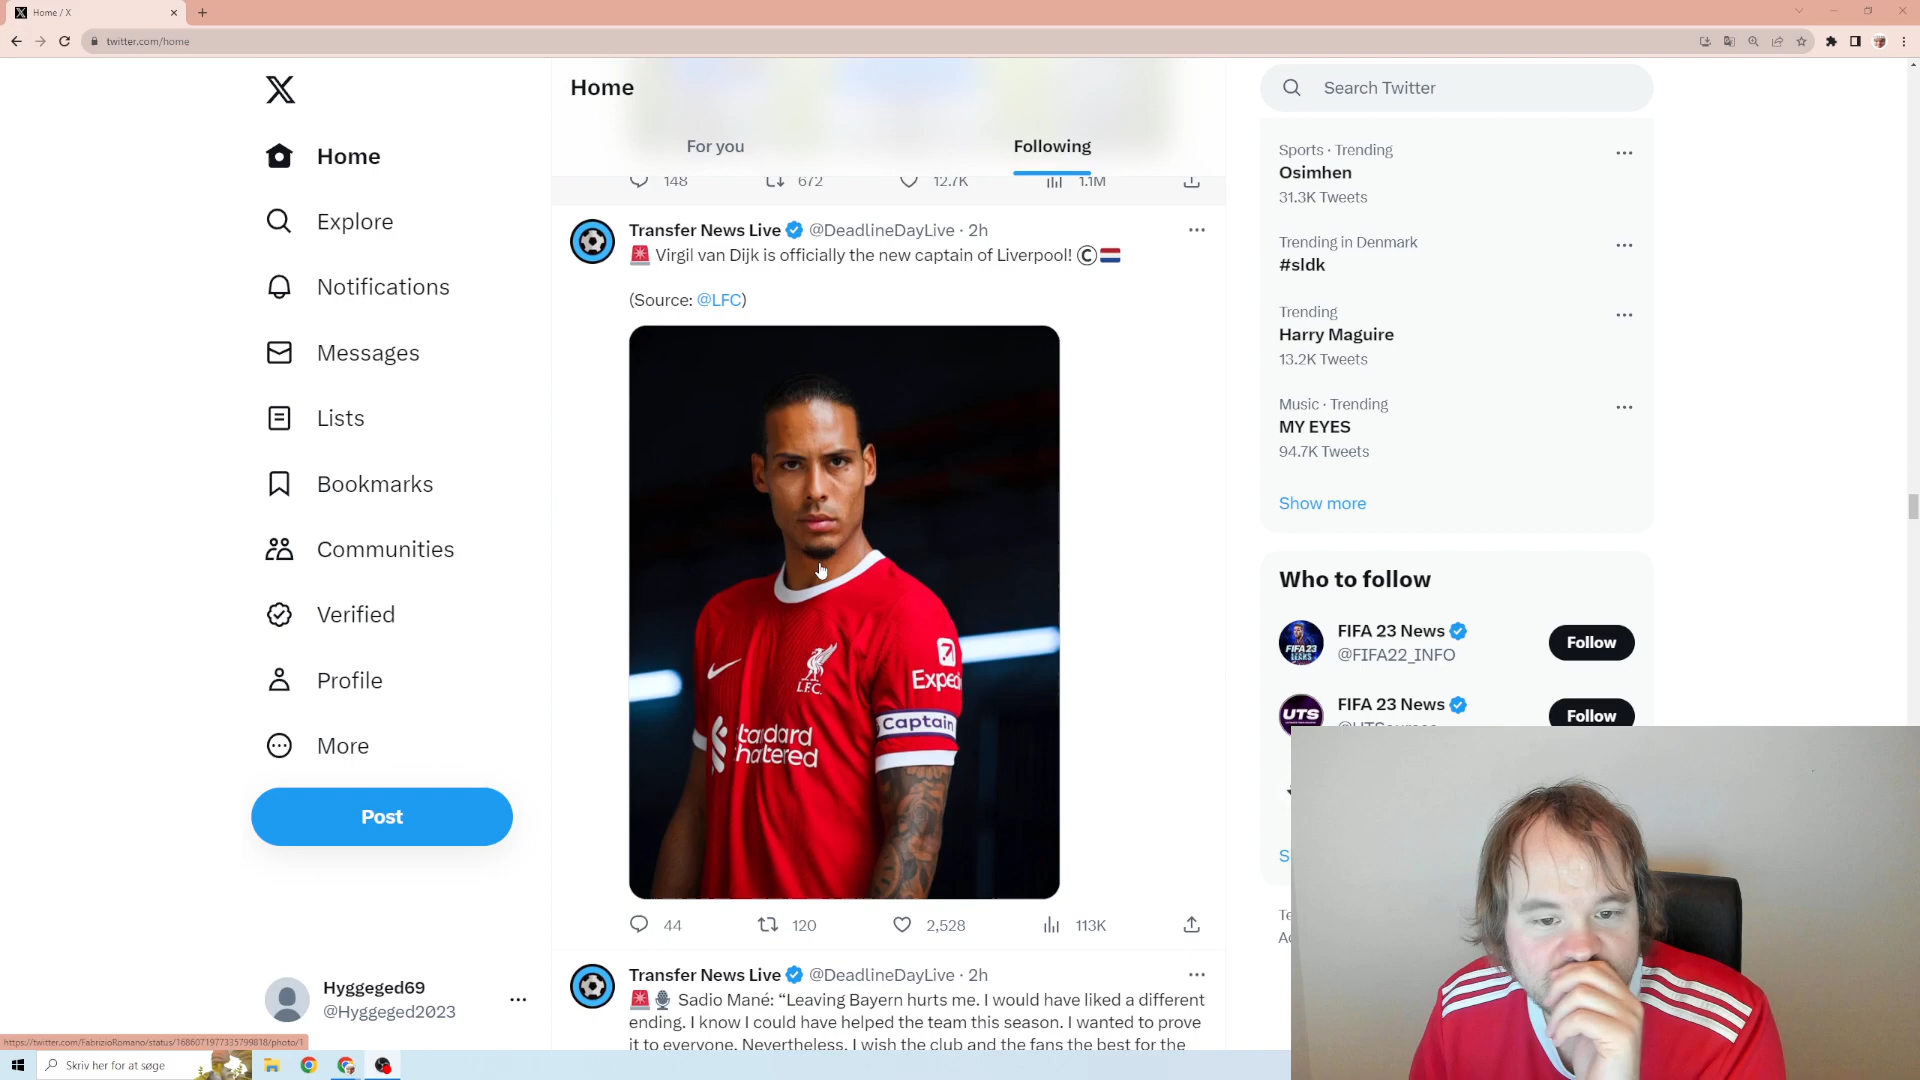 Home / X
twitter.com/home
Home
For you
Following
Search Twitter
Home
Explore
Notifications
Messages
Lists
Bookmarks
Communities
Verified
Profile
More
Post
Hyggeged69
@Hyggeged2023
148 672 12.7K 1.1M
Transfer News Live @DeadlineDayLive · 2h
🚨 Virgil van Dijk is officially the new captain of Liverpool! ©🇳🇱
(Source: @LFC)
L.F.C.
Expedi
Captain
standard
chartered
44 120 2,528 113K
Transfer News Live @DeadlineDayLive · 2h
🚨🎙 Sadio Mané: “Leaving Bayern hurts me. I would have liked a different
ending. I know I could have helped the team this season. I wanted to prove
it to everyone. Nevertheless, I wish the club and the fans the best for the
Sports · Trending
Osimhen
31.3K Tweets
Trending in Denmark
#sldk
Trending
Harry Maguire
13.2K Tweets
Music · Trending
MY EYES
94.7K Tweets
Show more
Who to follow
FIFA 23 News
@FIFA22_INFO
Follow
FIFA 23 News
Follow
UTS
https://twitter.com/FabrizioRomano/status/1686071977335799818/photo/1
Skriv her for at søge